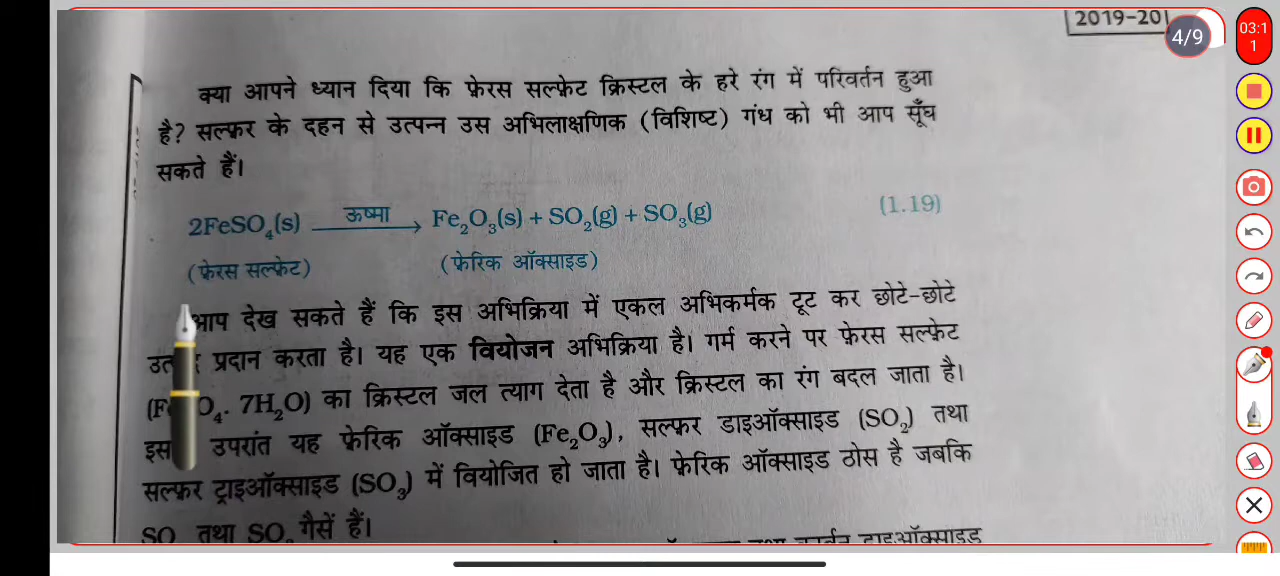 2019-20
4/9
03:1
1
क्या आपने ध्यान दिया कि फ़ेरस सल्फ़ेट क्रिस्टल के हरे रंग में परिवर्तन हुआ
है? सल्फ़र के दहन से उत्पन्न उस अभिलाक्षणिक (विशिष्ट) गंध को भी आप सूँघ
सकते हैं।
2FeSO₄(s) ऊष्मा → Fe₂O₃(s) + SO₂(g) + SO₃(g) (1.19)
(फ़ेरस सल्फ़ेट) (फ़ेरिक ऑक्साइड)
आप देख सकते हैं कि इस अभिक्रिया में एकल अभिकर्मक टूट कर छोटे-छोटे
प्रदान करता है। यह एक वियोजन अभिक्रिया है। गर्म करने पर फ़ेरस सल्फ़ेट
O₄. 7H₂O) का क्रिस्टल जल त्याग देता है और क्रिस्टल का रंग बदल जाता है।
उपरांत यह फ़ेरिक ऑक्साइड (Fe₂O₃), सल्फ़र डाइऑक्साइड (SO₂) तथा
सल्फ़र ट्राइऑक्साइड (SO₃) में वियोजित हो जाता है। फ़ेरिक ऑक्साइड ठोस है जबकि
SO तथा SO गैसें हैं।